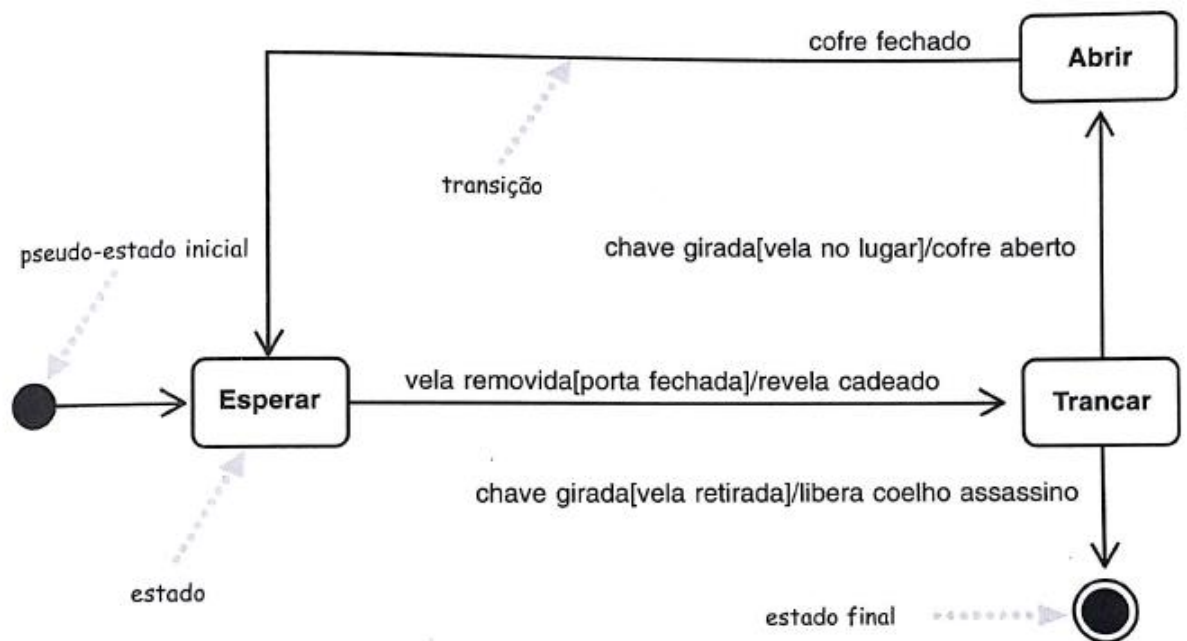 cofre fechado
Abrir
transição
pseudo-estado inicial
chave girada[vela no lugar]/cofre aberto
Esperar
vela removida[porta fechada]/revela cadeado
Trancar
chave girada[vela retirada]/libera coelho assassino
estado
estado final